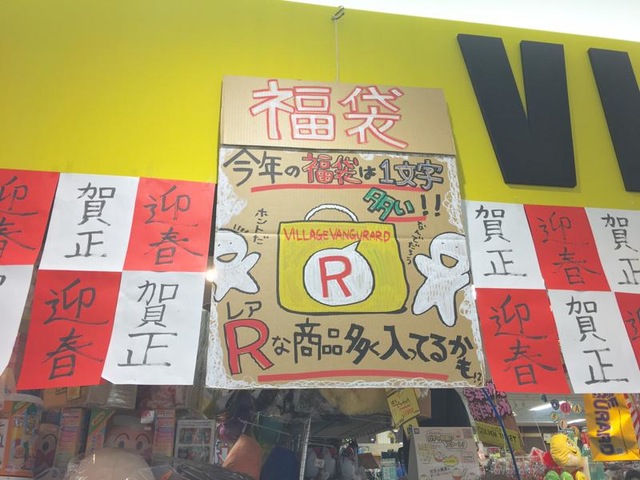 福袋
今年の福袋は1文字
多い!!
ホントだ
VILLAGE VANGURARD
R
レア
Rな商品多く入ってるか
も!?
迎春
賀正
迎春
迎春
賀正
賀正
迎春
賀正
迎春
賀正
VI